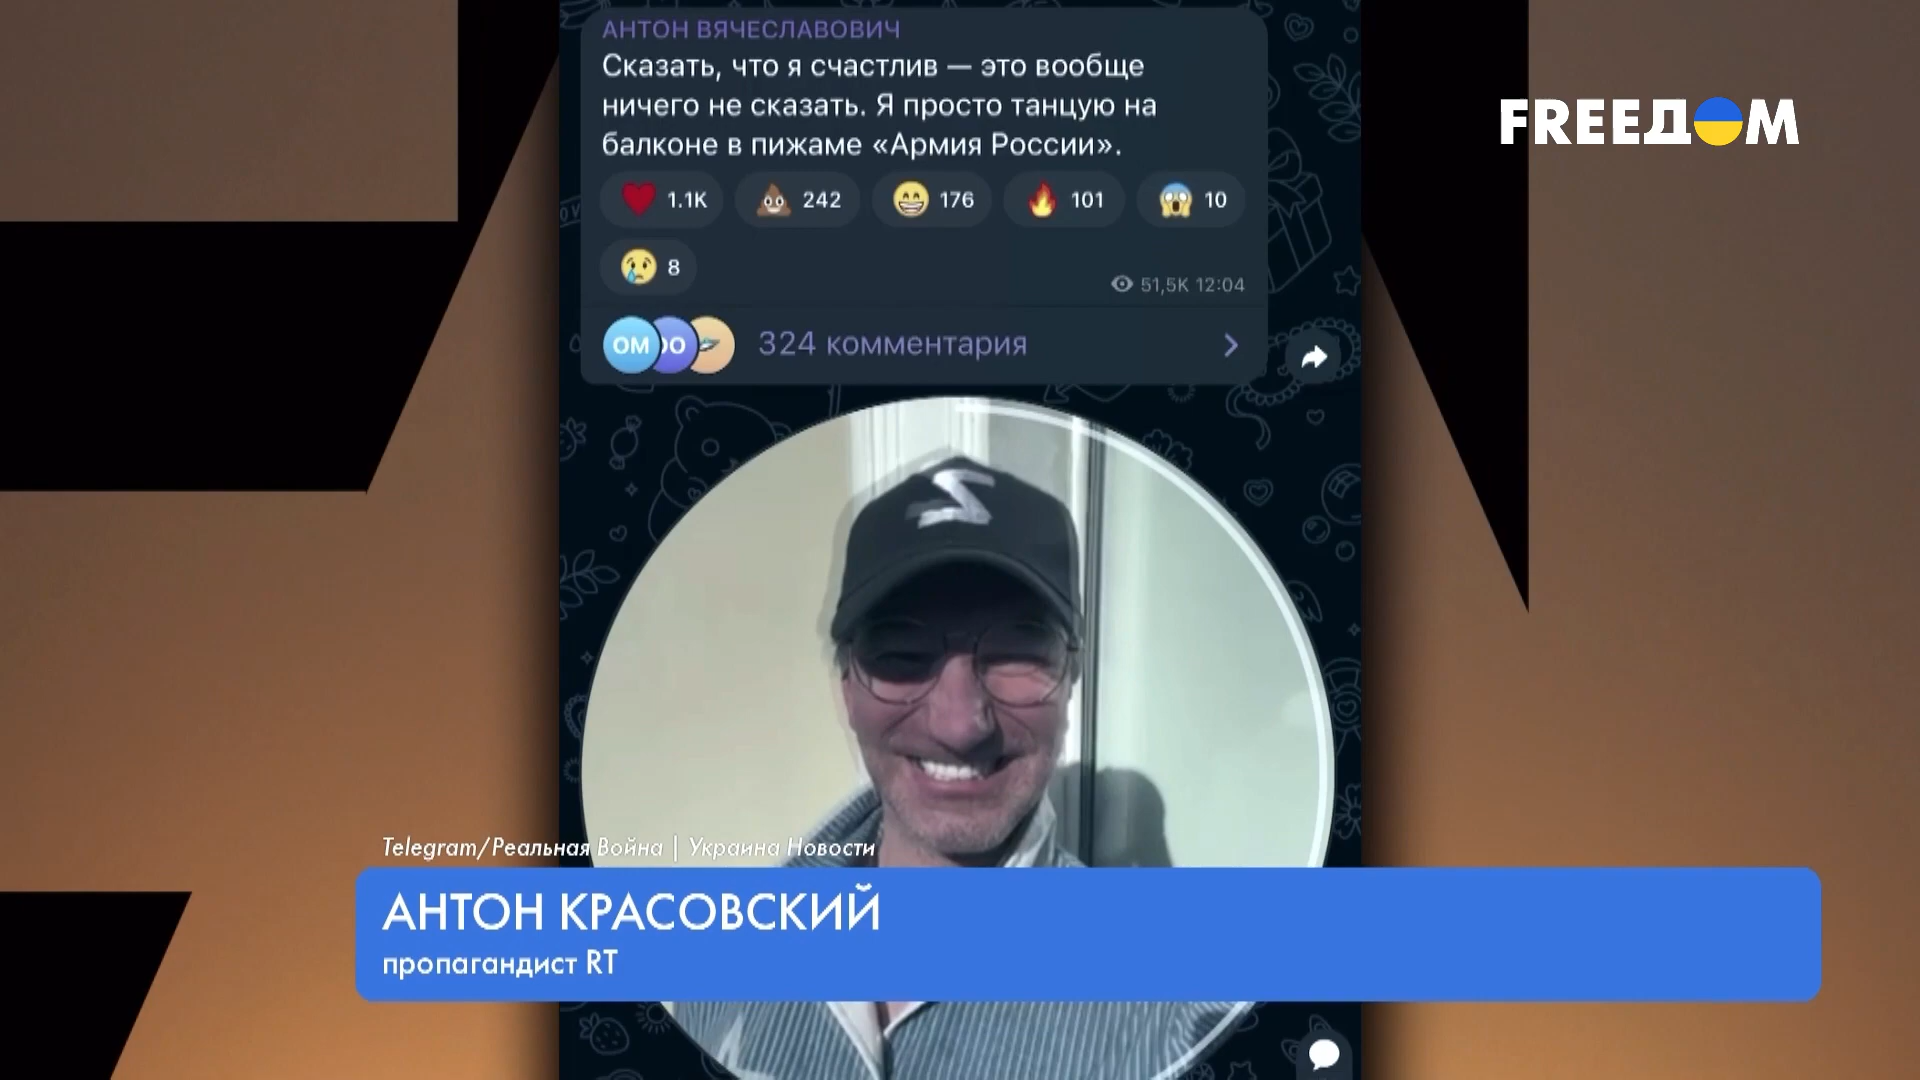 АНТОН ВЯЧЕСЛАВОВИЧ
Сказать, что я счастлив — это вообще
ничего не сказать. Я просто танцую на
балконе в пижаме «Армия России».
❤️ 1.1K 💩 242 😁 176 🔥 101 😱 10
😢 8
51,5K 12:04
OM
324 комментария
FREEДОМ
Z
Telegram/Реальная Война | Украина Новости
АНТОН КРАСОВСКИЙ
пропагандист RT